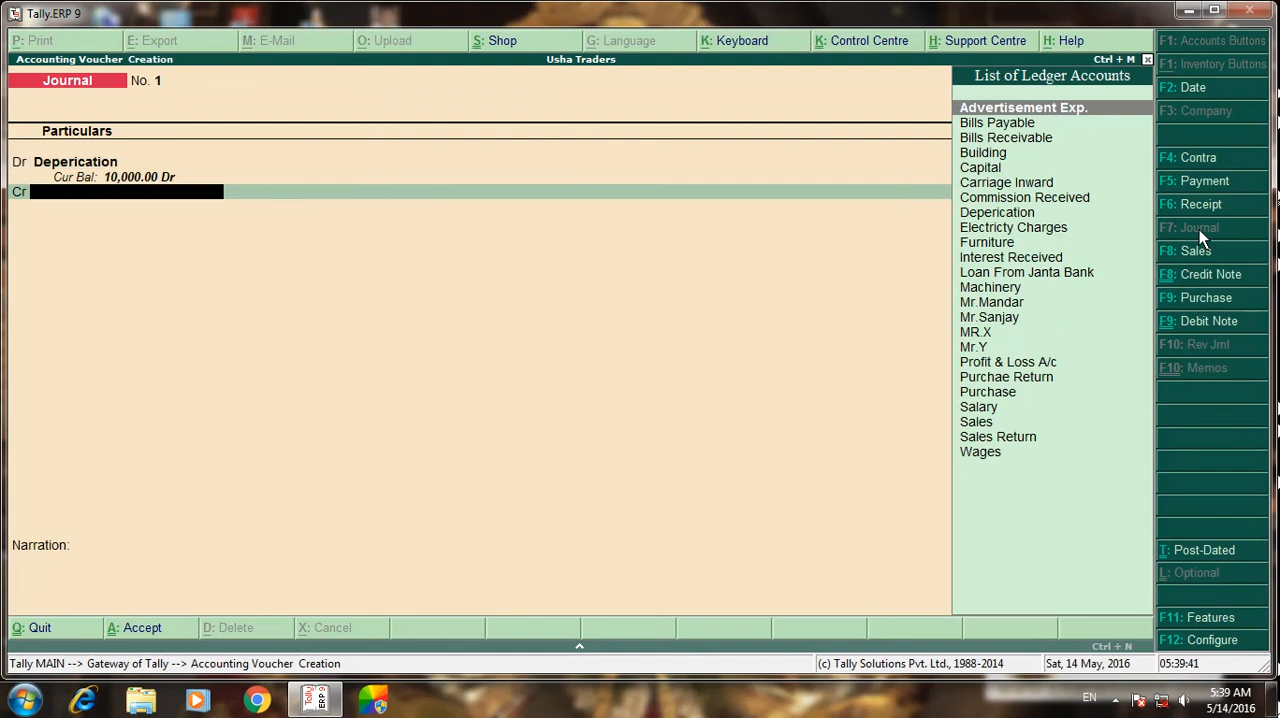 Tally.ERP 9
P: Print E: Export M: E-Mail O: Upload S: Shop G: Language K: Keyboard K: Control Centre H: Support Centre H: Help
Accounting Voucher Creation Usha Traders Ctrl + M
Journal No. 1
Particulars
Dr Deperication
Cur Bal: 10,000.00 Dr
Cr
Narration:
List of Ledger Accounts
Advertisement Exp.
Bills Payable
Bills Receivable
Building
Capital
Carriage Inward
Commission Received
Deperication
Electricty Charges
Furniture
Interest Received
Loan From Janta Bank
Machinery
Mr.Mandar
Mr.Sanjay
MR.X
Mr.Y
Profit & Loss A/c
Purchae Return
Purchase
Salary
Sales
Sales Return
Wages
F1: Accounts Buttons
F1: Inventory Buttons
F2: Date
F3: Company
F4: Contra
F5: Payment
F6: Receipt
F7: Journal
F8: Sales
F8: Credit Note
F9: Purchase
F9: Debit Note
F10: Rev Jrnl
F10: Memos
T: Post-Dated
L: Optional
F11: Features
F12: Configure
Q: Quit A: Accept D: Delete X: Cancel
Ctrl + N
Tally MAIN --> Gateway of Tally --> Accounting Voucher Creation (c) Tally Solutions Pvt. Ltd., 1988-2014 Sat, 14 May, 2016 05:39:41
EN 5:39 AM
5/14/2016